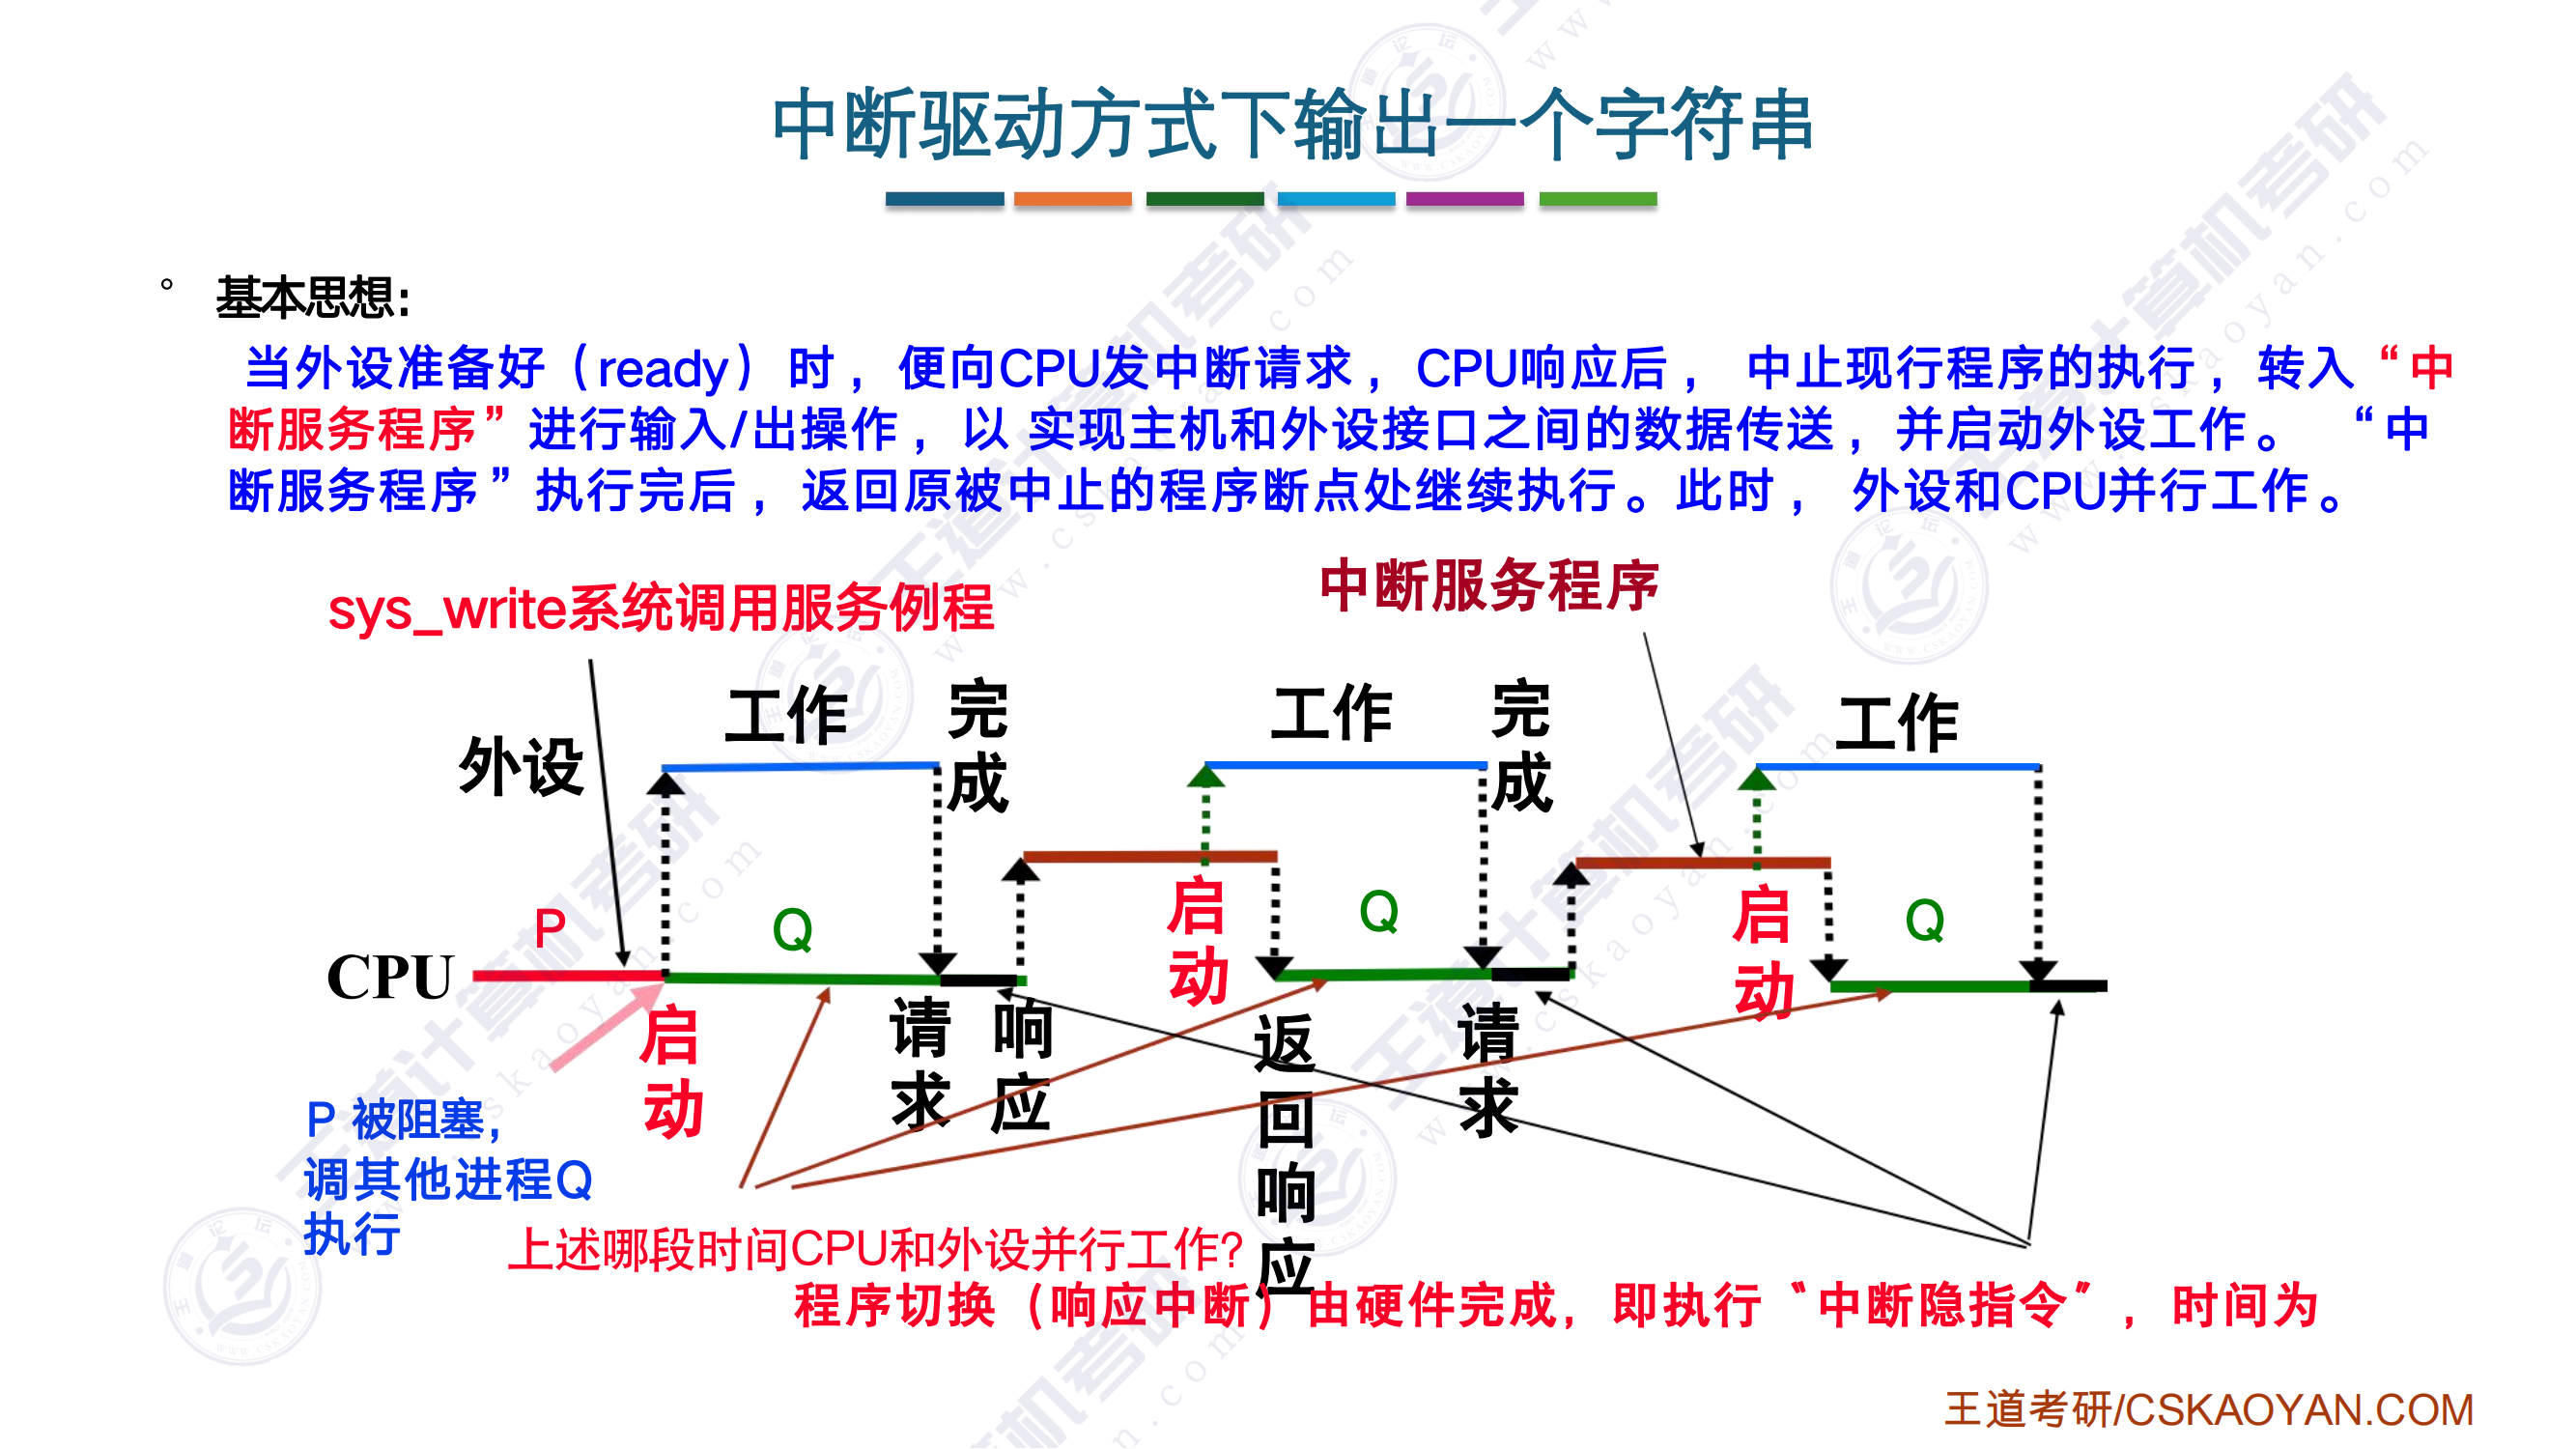 中断驱动方式下输出一个字符串
° 基本思想:
当外设准备好（ready）时，便向CPU发中断请求，CPU响应后， 中止现行程序的执行，转入“中
断服务程序”进行输入/出操作，以 实现主机和外设接口之间的数据传送，并启动外设工作。 “中
断服务程序”执行完后，返回原被中止的程序断点处继续执行。此时， 外设和CPU并行工作。
sys_write系统调用服务例程
中断服务程序
外设
工作
完成
工作
完成
工作
CPU
P
Q
启动
Q
启动
Q
启动
请求
响应
返回响应
请求
P 被阻塞，
调其他进程Q
执行
上述哪段时间CPU和外设并行工作?
程序切换（响应中断）由硬件完成，即执行“中断隐指令”，时间为
王道考研/CSKAOYAN.COM
王道计算机考研
www.cskaoyan.com